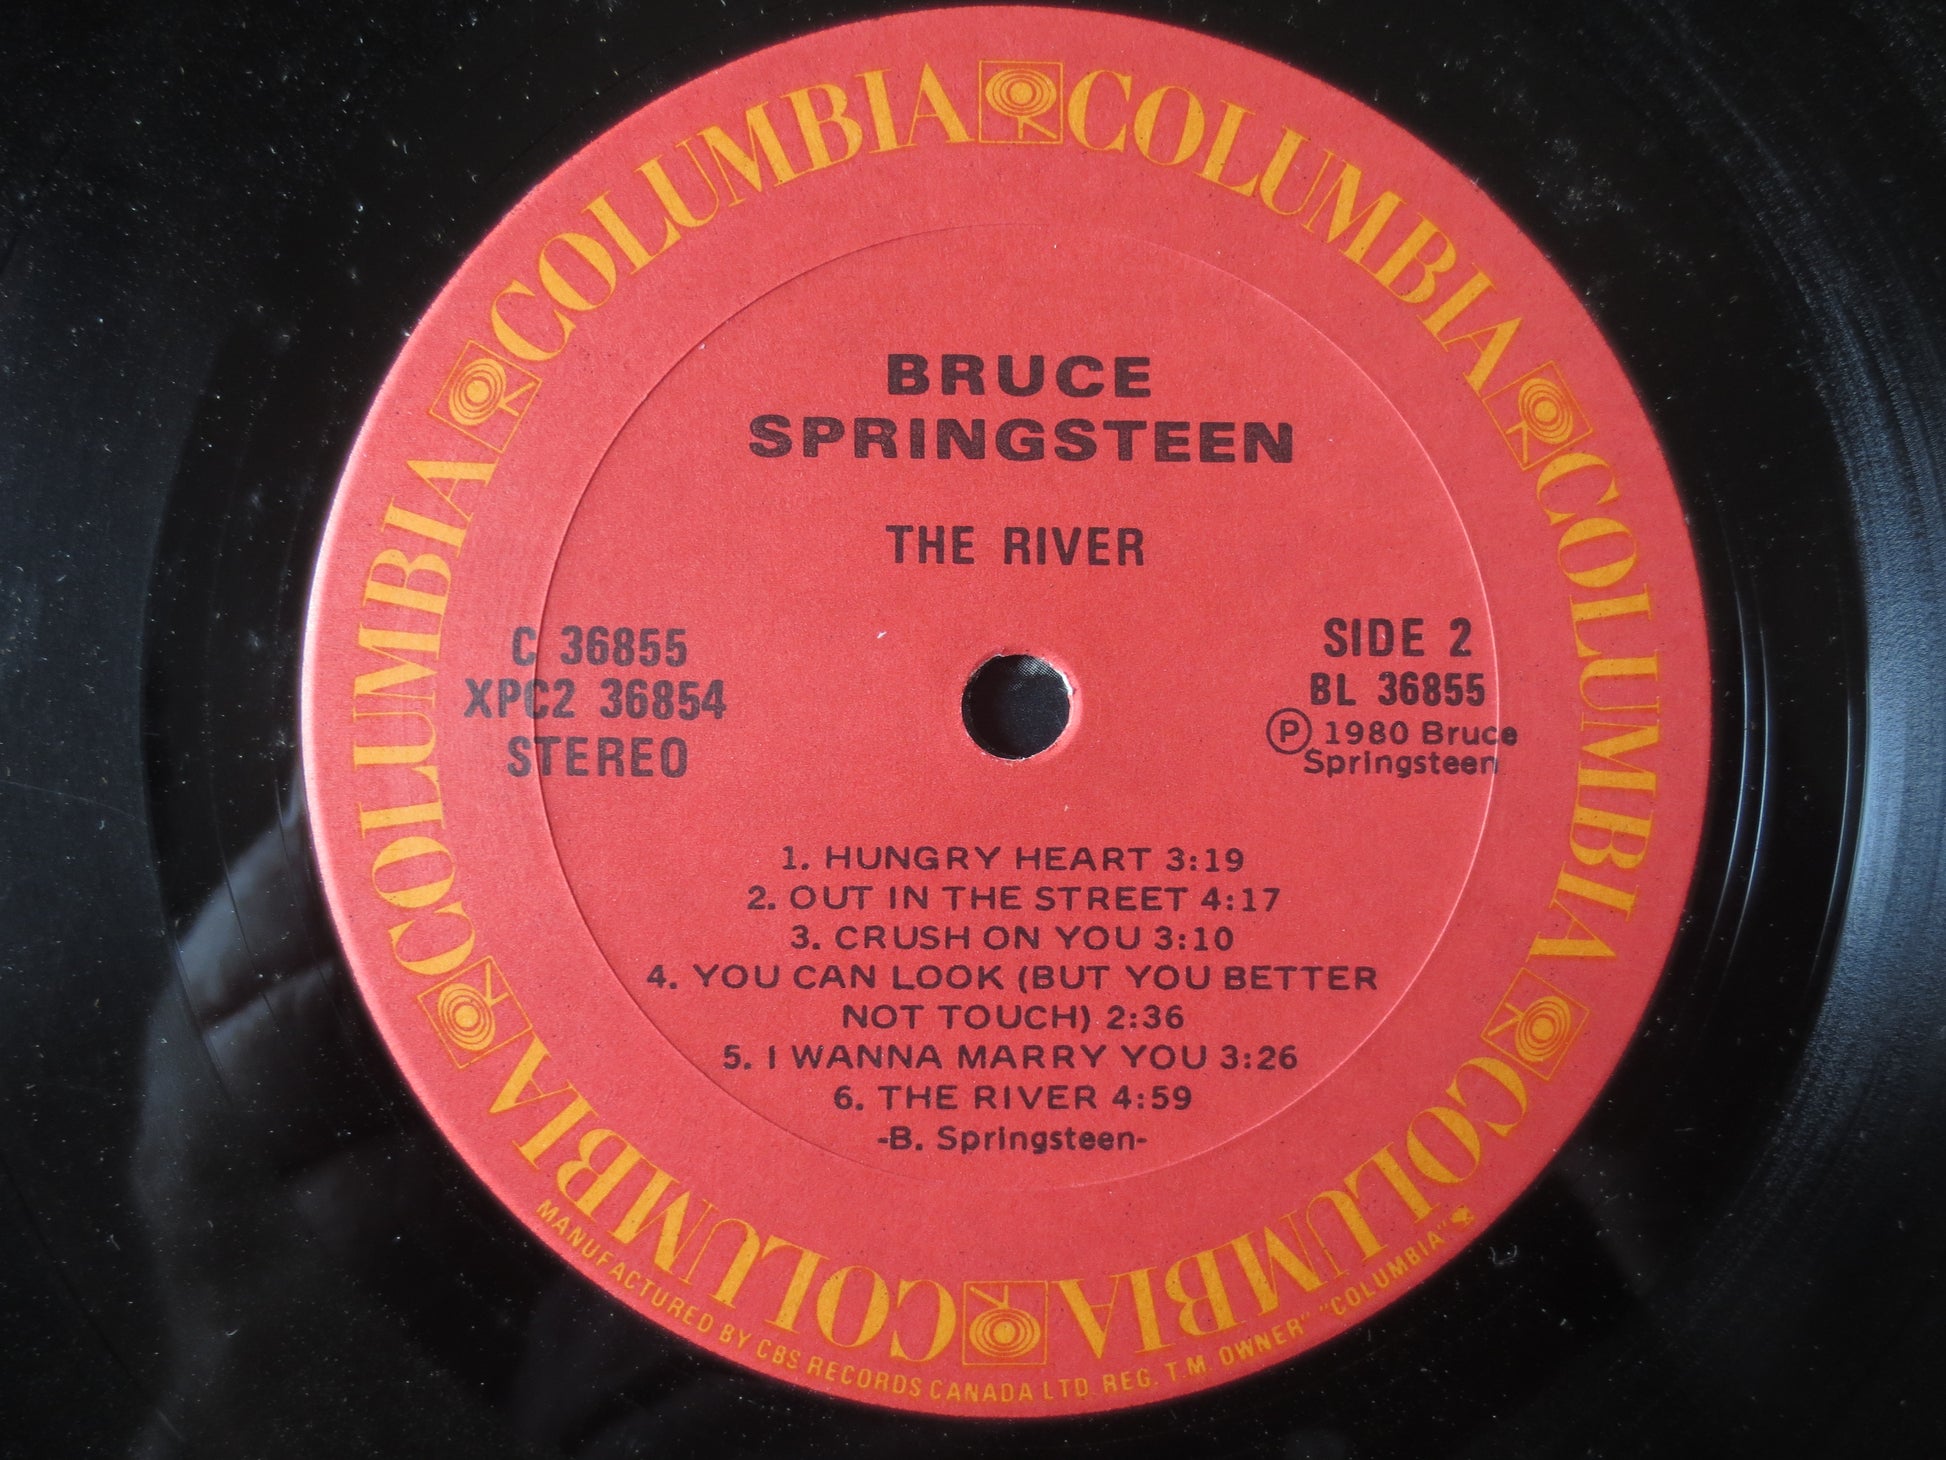 COLUMBIA COLUMBIA COLUMBIA COLUMBIA COLUMBIA COLUMBIA
BRUCE
SPRINGSTEEN
THE RIVER
C 36855
XPC2 36854
STEREO
SIDE 2
BL 36855
Ⓟ 1980 Bruce
Springsteen
1. HUNGRY HEART 3:19
2. OUT IN THE STREET 4:17
3. CRUSH ON YOU 3:10
4. YOU CAN LOOK (BUT YOU BETTER
NOT TOUCH) 2:36
5. I WANNA MARRY YOU 3:26
6. THE RIVER 4:59
-B. Springsteen-
MANUFACTURED BY CBS RECORDS CANADA LTD. REG. T.M. OWNER" "COLUMBIA"